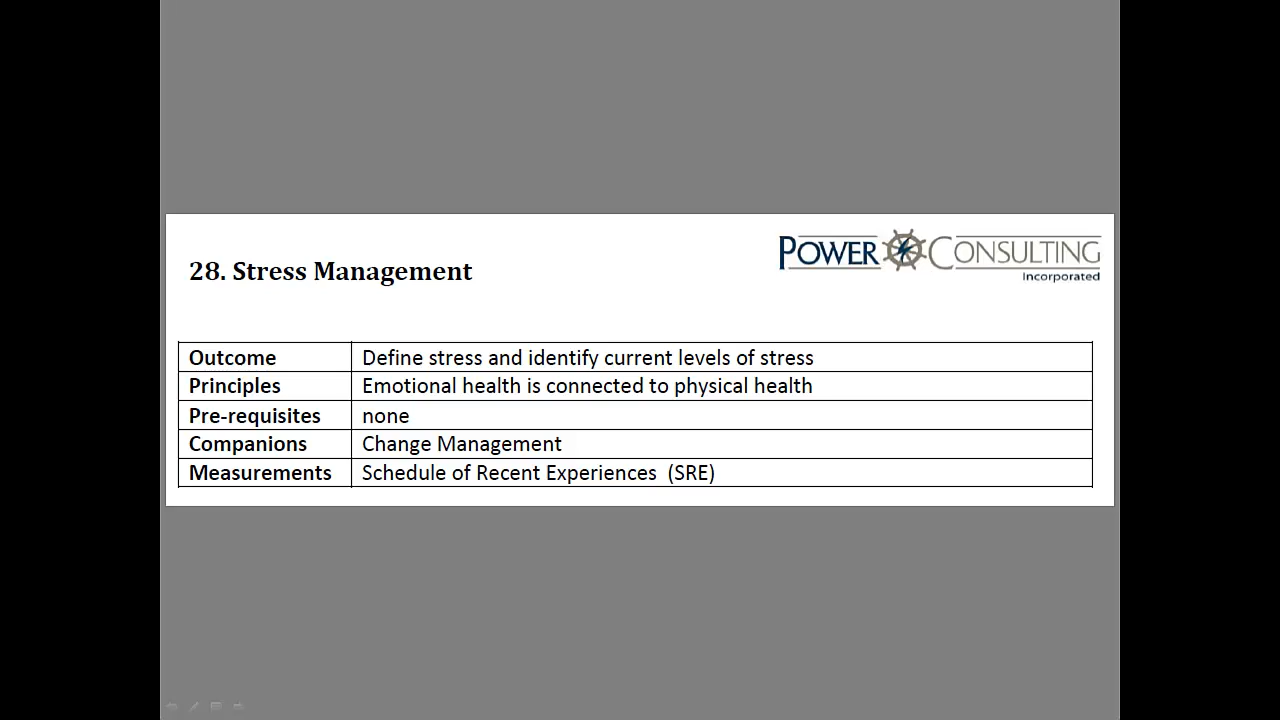 POWER CONSULTING
Incorporated
28. Stress Management
Outcome Define stress and identify current levels of stress
Principles Emotional health is connected to physical health
Pre-requisites none
Companions Change Management
Measurements Schedule of Recent Experiences (SRE)